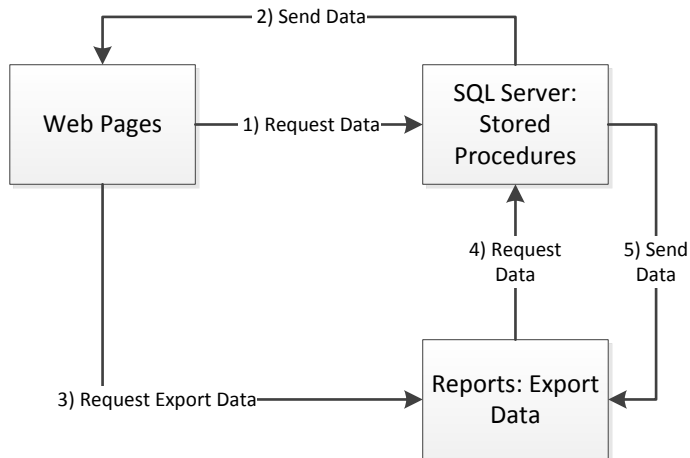 2) Send Data
Web Pages
1) Request Data
SQL Server:
Stored
Procedures
4) Request
Data
5) Send
Data
3) Request Export Data
Reports: Export
Data